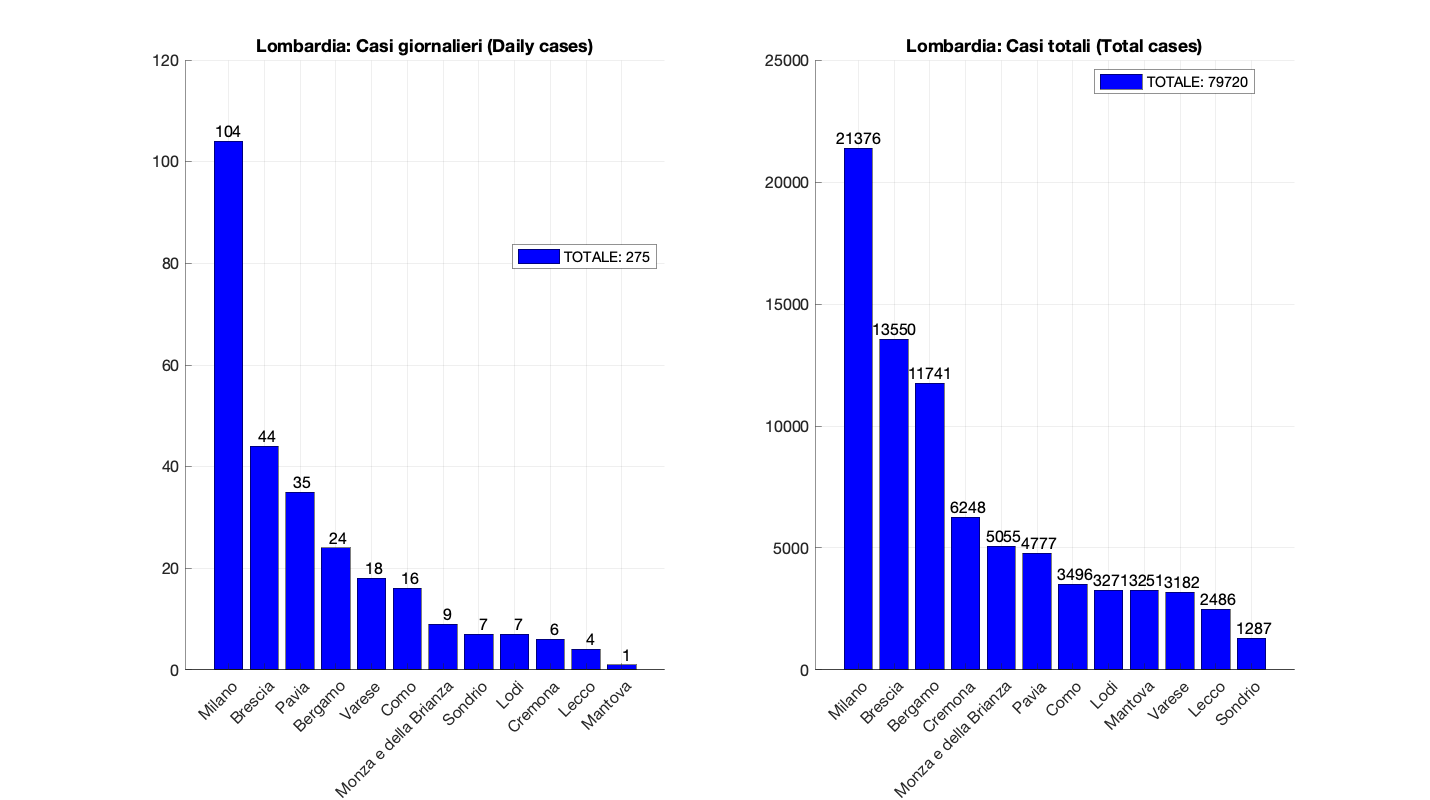 Lombardia: Casi giornalieri (Daily cases)
120
100
80
60
40
20
0
104
44
35
24
18
16
9
7
7
6
4
1
TOTALE: 275
Milano
Brescia
Pavia
Bergamo
Varese
Como
Monza e della Brianza
Sondrio
Lodi
Cremona
Lecco
Mantova
Lombardia: Casi totali (Total cases)
25000
20000
15000
10000
5000
0
TOTALE: 79720
21376
13550
11741
6248
5055
4777
3496
3271
3251
3182
2486
1287
Milano
Brescia
Bergamo
Cremona
Monza e della Brianza
Pavia
Como
Lodi
Mantova
Varese
Lecco
Sondrio